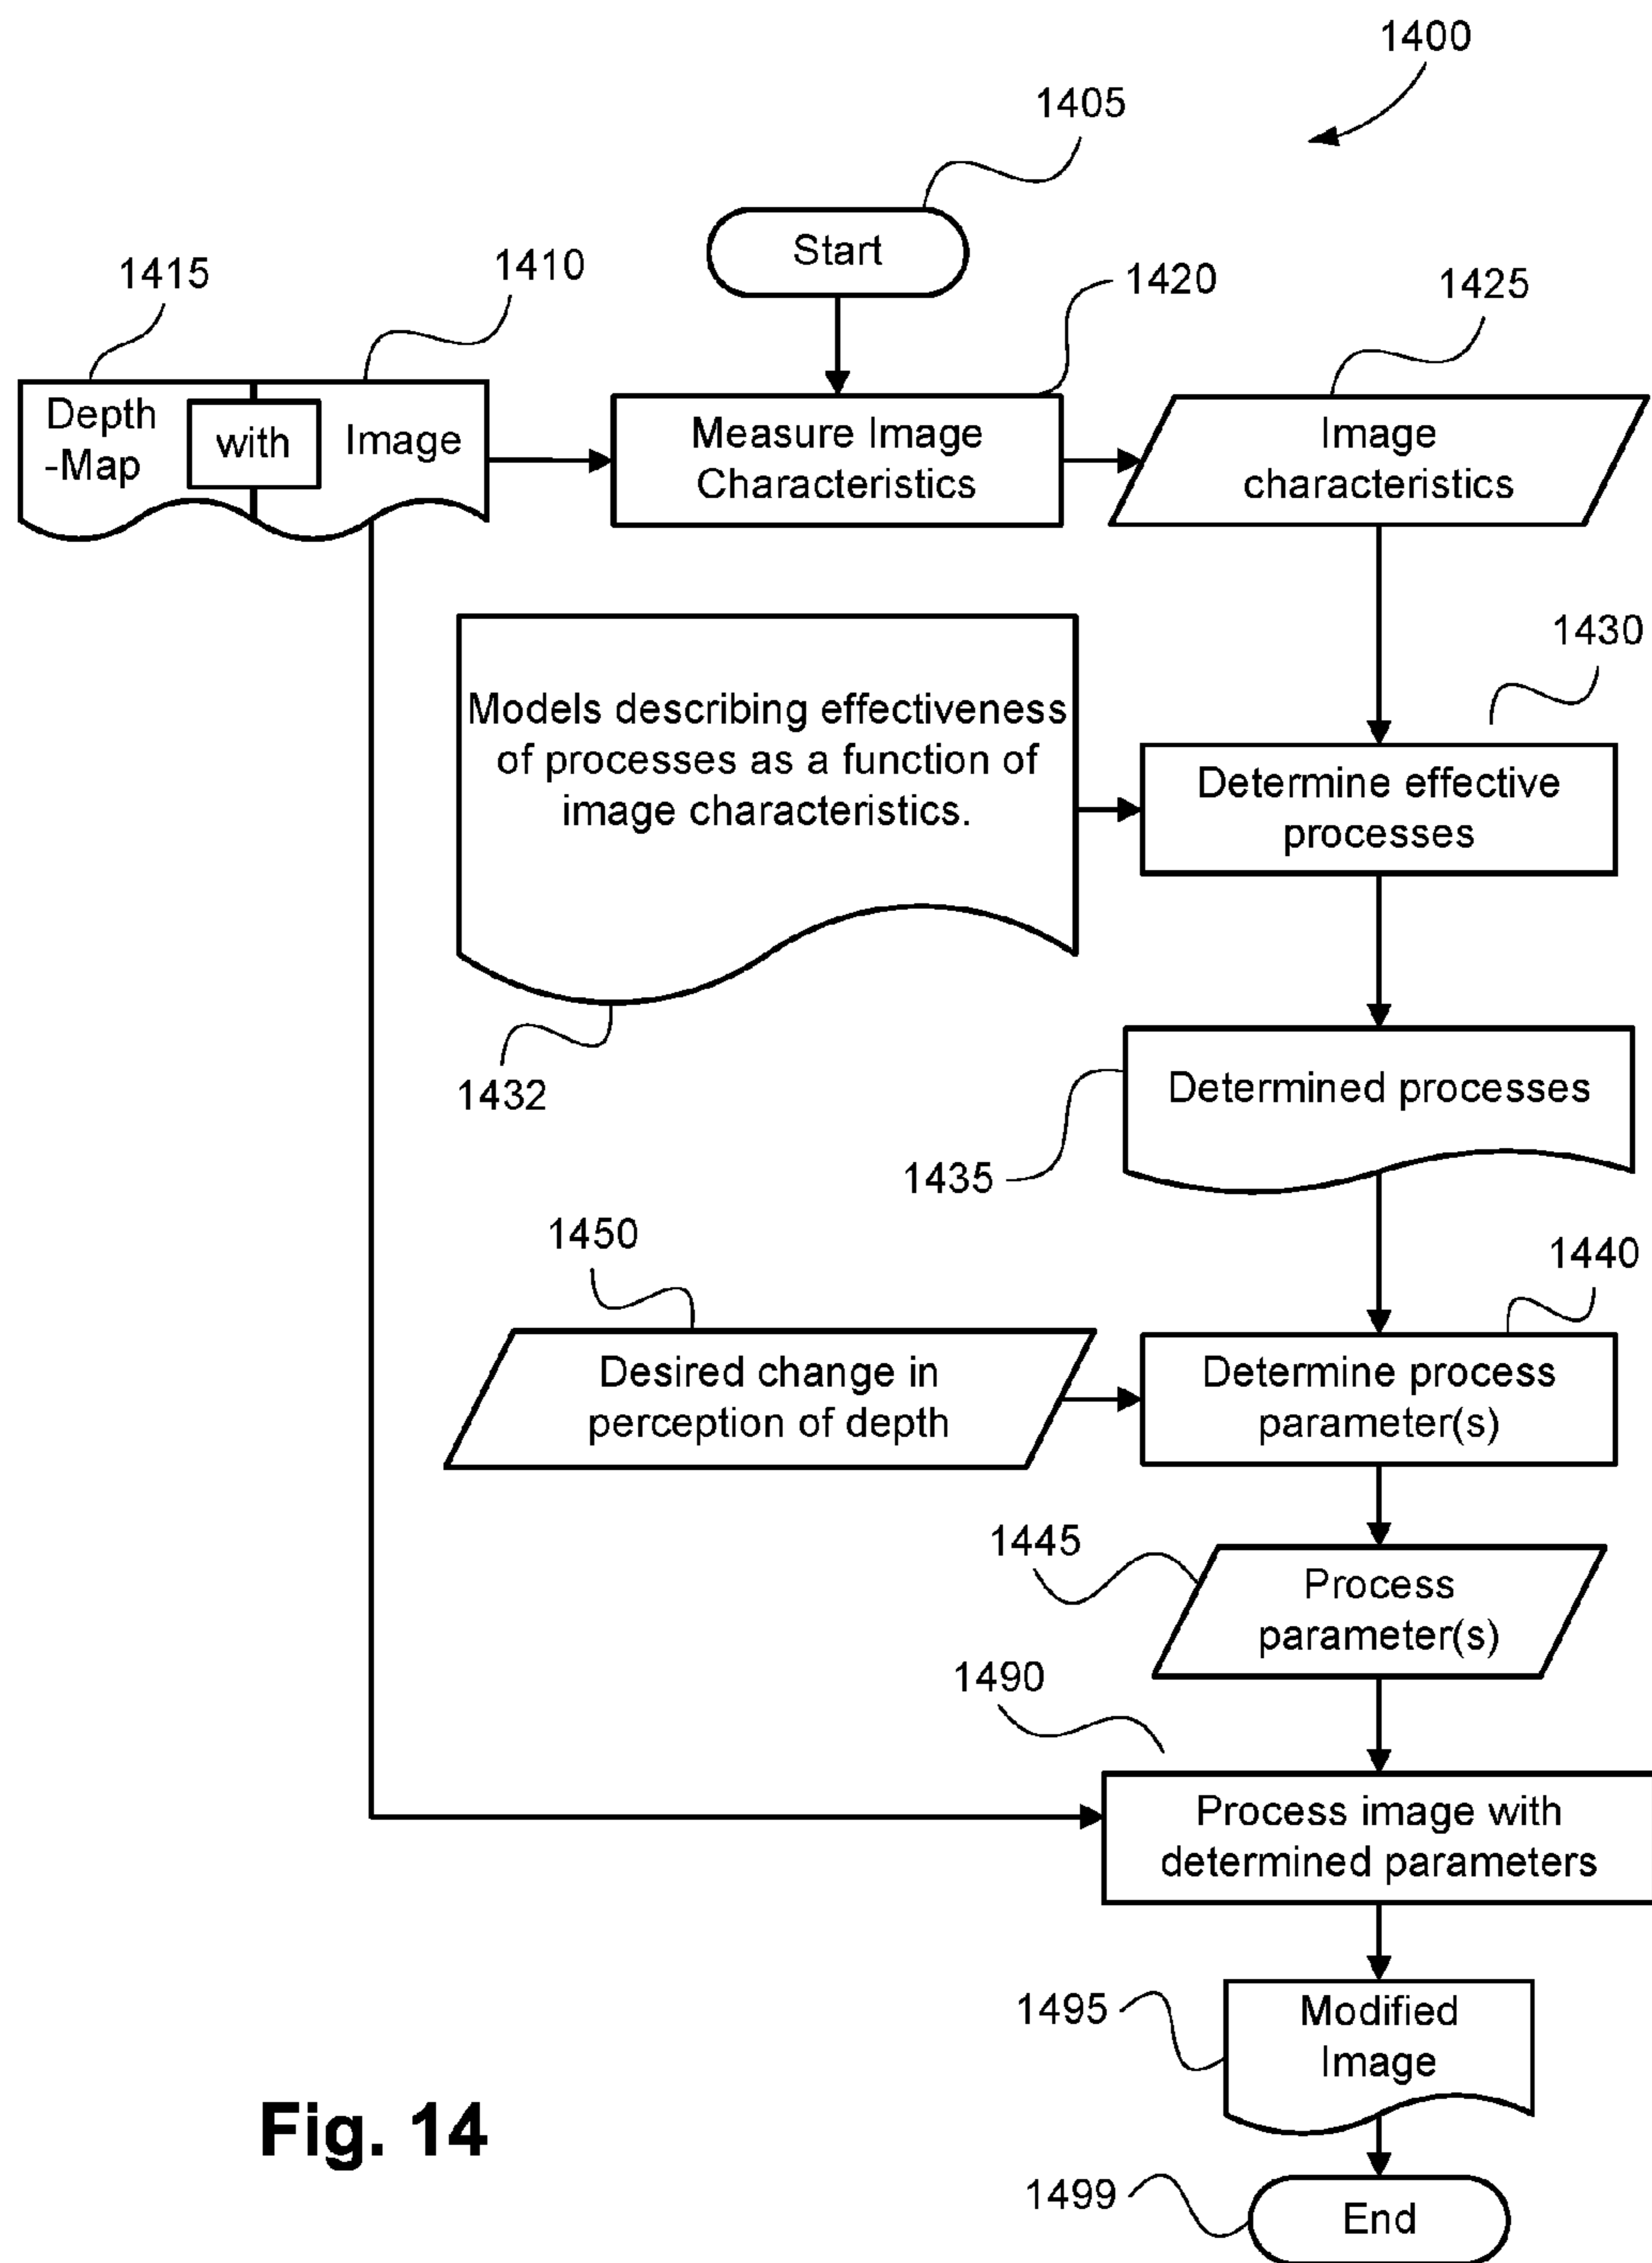 1400
1405
Start
1415
1410
1420
1425
Depth
-Map
with
Image
Measure Image
Characteristics
Image
characteristics
1430
Models describing effectiveness
of processes as a function of
image characteristics.
Determine effective
processes
1432
Determined processes
1435
1450
1440
Desired change in
perception of depth
Determine process
parameter(s)
1445
Process
parameter(s)
1490
Process image with
determined parameters
1495
Modified
Image
Fig. 14
1499
End